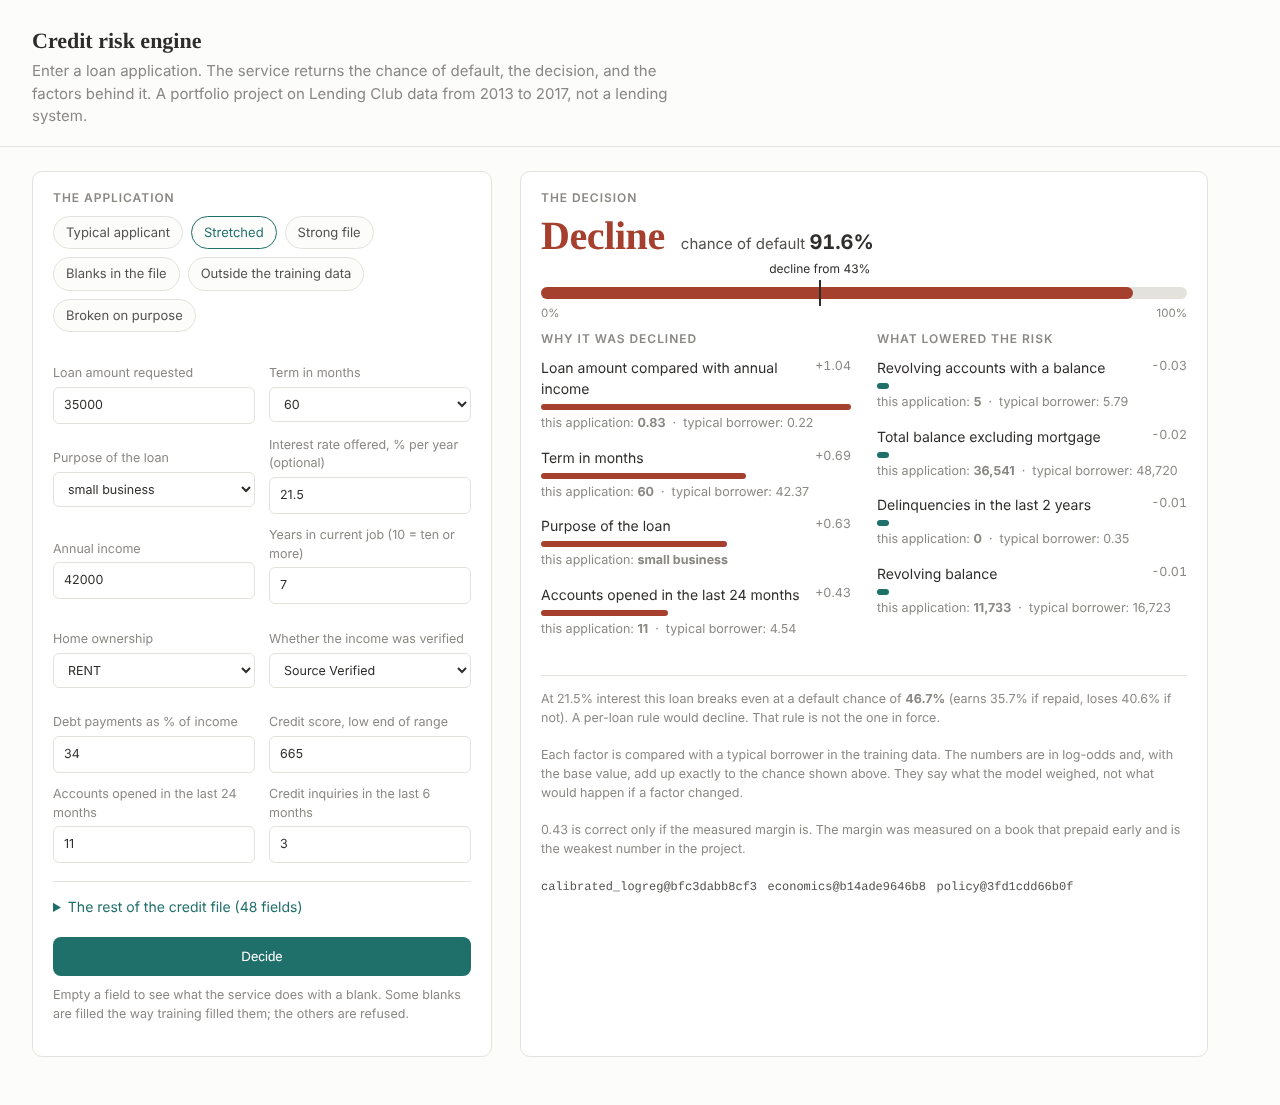 Credit risk engine
Enter a loan application. The service returns the chance of default, the decision, and the
factors behind it. A portfolio project on Lending Club data from 2013 to 2017, not a lending
system.
THE APPLICATION
Typical applicant
Stretched
Strong file
Blanks in the file
Outside the training data
Broken on purpose
Loan amount requested
35000
Term in months
60
Purpose of the loan
small business
Interest rate offered, % per year
(optional)
21.5
Annual income
42000
Years in current job (10 = ten or
more)
7
Home ownership
RENT
Whether the income was verified
Source Verified
Debt payments as % of income
34
Credit score, low end of range
665
Accounts opened in the last 24
months
11
Credit inquiries in the last 6
months
3
▶ The rest of the credit file (48 fields)
Decide
Empty a field to see what the service does with a blank. Some blanks
are filled the way training filled them; the others are refused.
THE DECISION
Decline chance of default 91.6%
decline from 43%
0%
100%
WHY IT WAS DECLINED
Loan amount compared with annual
income
+1.04
this application: 0.83 · typical borrower: 0.22
Term in months
+0.69
this application: 60 · typical borrower: 42.37
Purpose of the loan
+0.63
this application: small business
Accounts opened in the last 24 months
+0.43
this application: 11 · typical borrower: 4.54
WHAT LOWERED THE RISK
Revolving accounts with a balance
-0.03
this application: 5 · typical borrower: 5.79
Total balance excluding mortgage
-0.02
this application: 36,541 · typical borrower: 48,720
Delinquencies in the last 2 years
-0.01
this application: 0 · typical borrower: 0.35
Revolving balance
-0.01
this application: 11,733 · typical borrower: 16,723
At 21.5% interest this loan breaks even at a default chance of 46.7% (earns 35.7% if repaid, loses 40.6% if
not). A per-loan rule would decline. That rule is not the one in force.
Each factor is compared with a typical borrower in the training data. The numbers are in log-odds and, with
the base value, add up exactly to the chance shown above. They say what the model weighed, not what
would happen if a factor changed.
0.43 is correct only if the measured margin is. The margin was measured on a book that prepaid early and is
the weakest number in the project.
calibrated_logreg@bfc3dabb8cf3 economics@b14ade9646b8 policy@3fd1cdd66b0f